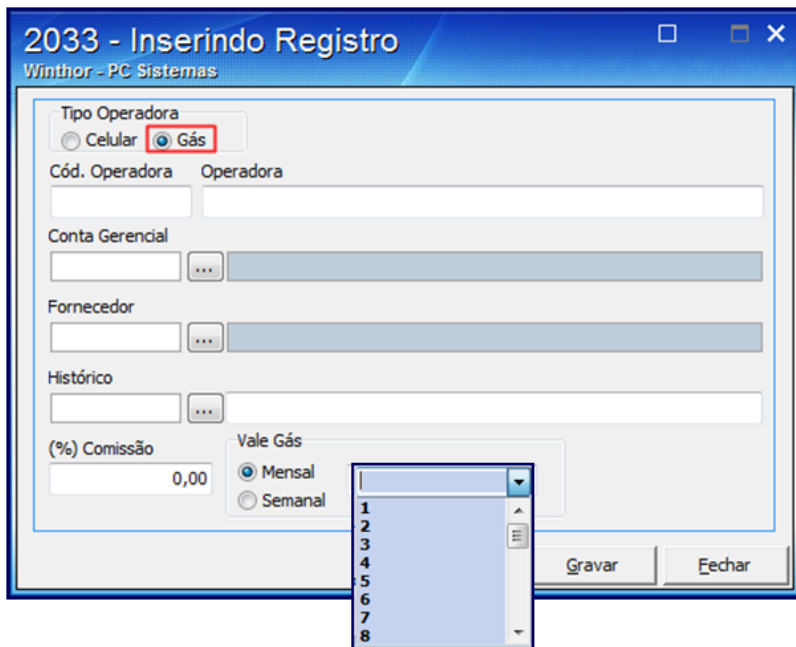 2033 - Inserindo Registro
Winthor - PC Sistemas
Tipo Operadora
Celular Gás
Cód. Operadora Operadora
Conta Gerencial
...
Fornecedor
...
Histórico
...
(%) Comissão Vale Gás
0,00 Mensal
Semanal
1
2
3
4
5
6
7
8
Gravar Fechar